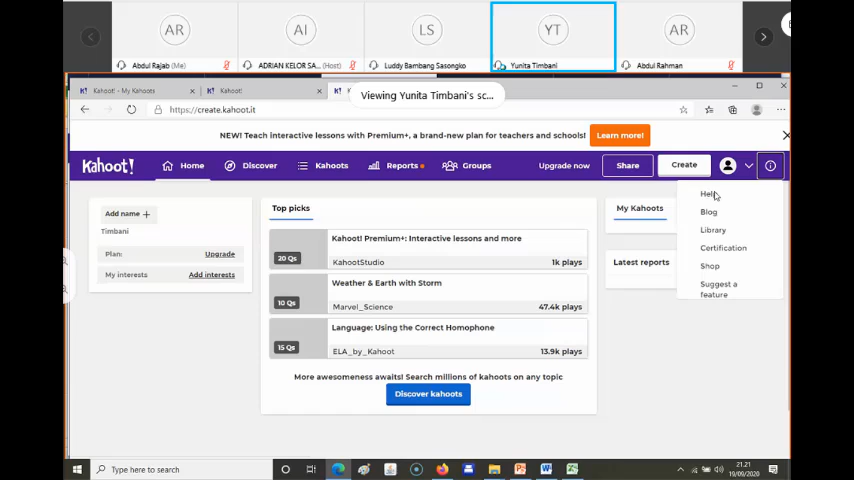 AR
AI
LS
YT
AR
Abdul Rajab (Me)
ADRIAN KELOR SA... (Host)
Luddy Bambang Sasongko
Yunita Timbani
Abdul Rahman
Viewing Yunita Timbani's sc...
Kahoot! - My Kahoots
Kahoot!
https://create.kahoot.it
NEW! Teach interactive lessons with Premium+, a brand-new plan for teachers and schools!
Learn more!
Kahoot!
Home
Discover
Kahoots
Reports
Groups
Upgrade now
Share
Create
Help
Blog
Library
Certification
Shop
Suggest a
feature
Add name +
Timbani
Plan:
Upgrade
My interests
Add interests
Top picks
20 Qs
Kahoot! Premium+: Interactive lessons and more
KahootStudio
1k plays
10 Qs
Weather & Earth with Storm
Marvel_Science
47.4k plays
15 Qs
Language: Using the Correct Homophone
ELA_by_Kahoot
13.9k plays
More awesomeness awaits! Search millions of kahoots on any topic
Discover kahoots
My Kahoots
Latest reports
Type here to search
21.21
19/09/2020